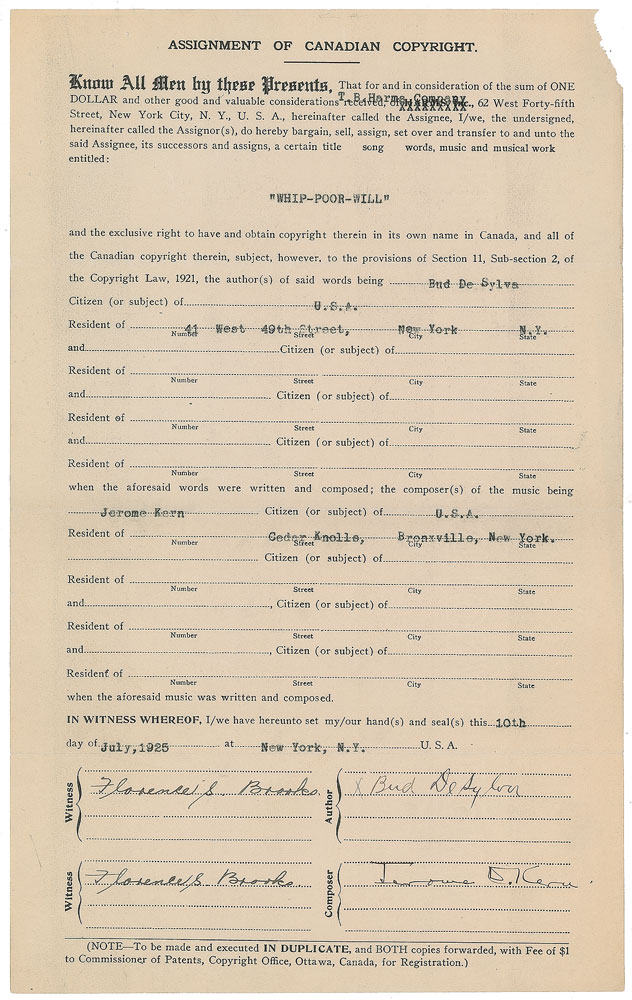 ASSIGNMENT OF CANADIAN COPYRIGHT.
Know All Men by these Presents, That for and in consideration of the sum of ONE
T.B.Harms Company
DOLLAR and other good and valuable considerations received, of HARMS, Inc., 62 West Forty-fifth
XXXXXXXXX
Street, New York City, N. Y., U. S. A., hereinafter called the Assignee, I/we, the undersigned,
hereinafter called the Assignor(s), do hereby bargain, sell, assign, set over and transfer to and unto the
said Assignee, its successors and assigns, a certain title song words, music and musical work
entitled:
"WHIP-POOR-WILL"
and the exclusive right to have and obtain copyright therein in its own name in Canada, and all of
the Canadian copyright therein, subject, however, to the provisions of Section 11, Sub-section 2, of
the Copyright Law, 1921, the author(s) of said words being Bud De Sylva
Citizen (or subject) of U.S.A.
Resident of 41 West 49th Street, New York N.Y.
Number Street City State
and Citizen (or subject) of
Resident of
Number Street City State
and Citizen (or subject) of
Resident of
Number Street City State
and Citizen (or subject) of
Resident of
Number Street City State
when the aforesaid words were written and composed; the composer(s) of the music being
Jerome Kern Citizen (or subject) of U.S.A.
Resident of Cedar Knolls, Bronxville, New York.
Number Street City
Citizen (or subject) of
Resident of
Number Street City State
and , Citizen (or subject) of
Resident of
Number Street City State
and , Citizen (or subject) of
Resident of
Number Street City State
when the aforesaid music was written and composed.
IN WITNESS WHEREOF, I/we have hereunto set my/our hand(s) and seal(s) this 10th
day of July,1925 at New York, N.Y. U. S. A.
Witness Florence S. Brooks Author X Bud De Sylva
Witness Florence S Brooks. Composer Jerome D. Kern
(NOTE—To be made and executed IN DUPLICATE, and BOTH copies forwarded, with Fee of $1
to Commissioner of Patents, Copyright Office, Ottawa, Canada, for Registration.)